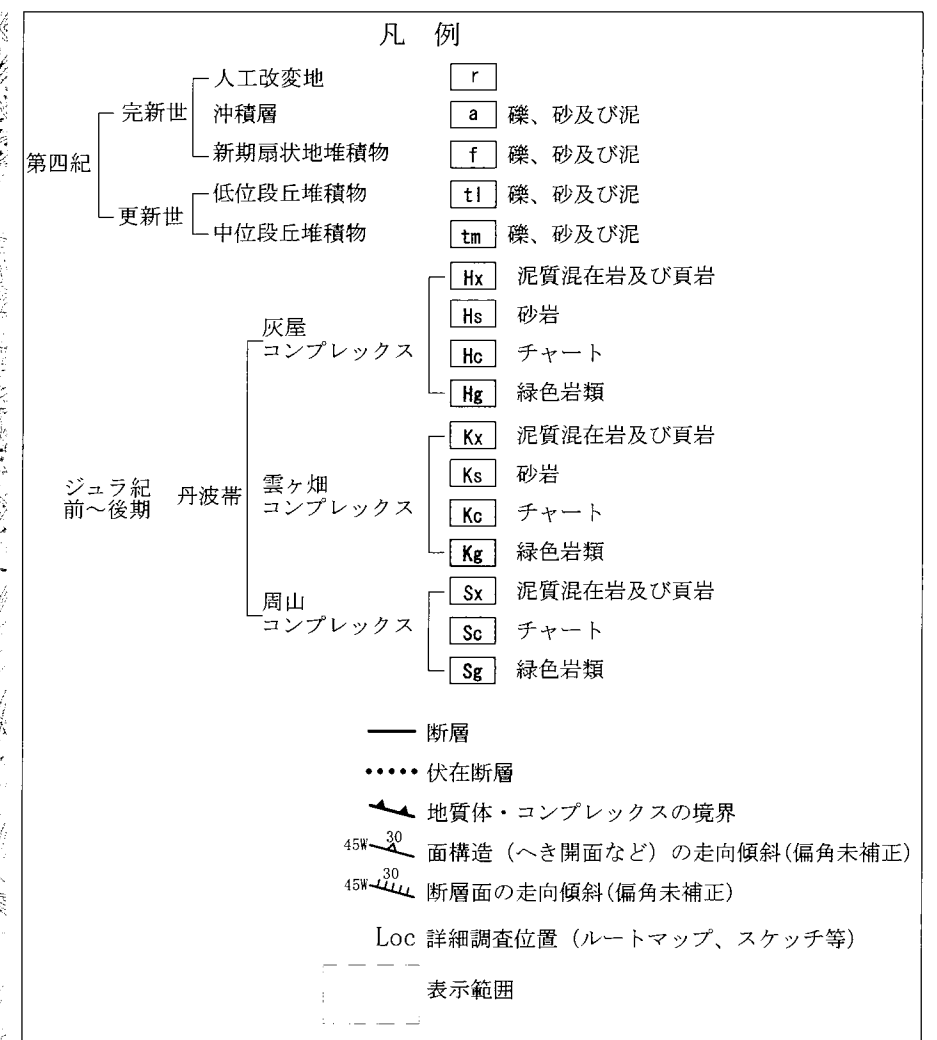 凡 例
人工改変地 r
完新世
沖積層 a 礫、砂及び泥
新期扇状地堆積物 f 礫、砂及び泥
第四紀
低位段丘堆積物 tl 礫、砂及び泥
更新世
中位段丘堆積物 tm 礫、砂及び泥
Hx 泥質混在岩及び頁岩
灰屋
コンプレックス
Hs 砂岩
Hc チャート
Hg 緑色岩類
Kx 泥質混在岩及び頁岩
ジュラ紀
前~後期
丹波帯
雲ヶ畑
コンプレックス
Ks 砂岩
Kc チャート
Kg 緑色岩類
Sx 泥質混在岩及び頁岩
周山
コンプレックス
Sc チャート
Sg 緑色岩類
断層
伏在断層
地質体・コンプレックスの境界
45W 30 面構造(へき開面など)の走向傾斜(偏角未補正)
45W 30 断層面の走向傾斜(偏角未補正)
Loc 詳細調査位置(ルートマップ、スケッチ等)
表示範囲